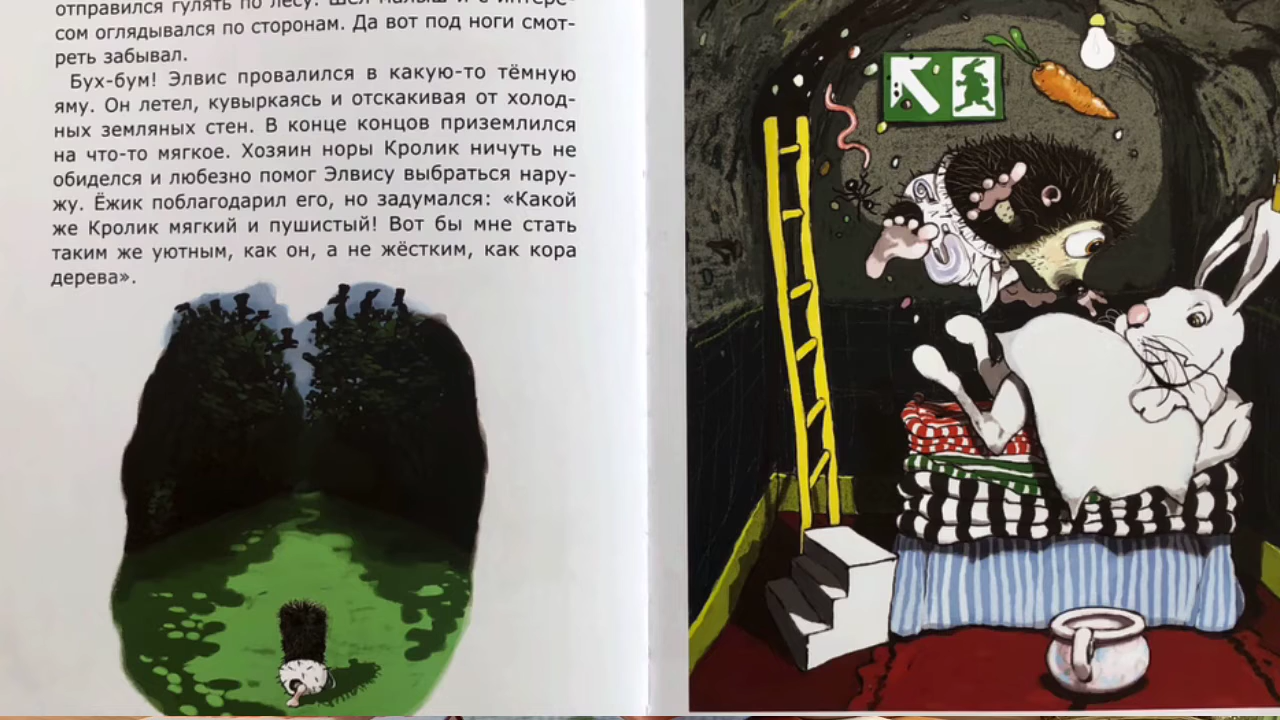 отправился гулять по лесу. Шёл малыш и с интере-
сом оглядывался по сторонам. Да вот под ноги смот-
реть забывал.
Бух-бум! Элвис провалился в какую-то тёмную
яму. Он летел, кувыркаясь и отскакивая от холод-
ных земляных стен. В конце концов приземлился
на что-то мягкое. Хозяин норы Кролик ничуть не
обиделся и любезно помог Элвису выбраться нару-
жу. Ёжик поблагодарил его, но задумался: «Какой
же Кролик мягкий и пушистый! Вот бы мне стать
таким же уютным, как он, а не жёстким, как кора
дерева».